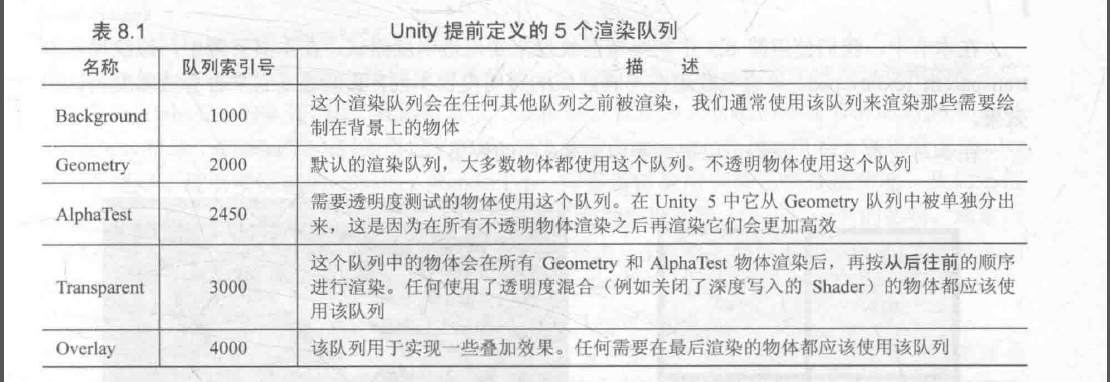 表 8.1
Unity 提前定义的 5 个渲染队列
名称
队列索引号
描 述
Background
1000
这个渲染队列会在任何其他队列之前被渲染，我们通常使用该队列来渲染那些需要绘
制在背景上的物体
Geometry
2000
默认的渲染队列，大多数物体都使用这个队列。不透明物体使用这个队列
AlphaTest
2450
需要透明度测试的物体使用这个队列。在 Unity 5 中它从 Geometry 队列中被单独分出
来，这是因为在所有不透明物体渲染之后再渲染它们会更加高效
Transparent
3000
这个队列中的物体会在所有 Geometry 和 AlphaTest 物体渲染后，再按从后往前的顺序
进行渲染。任何使用了透明度混合（例如关闭了深度写入的 Shader）的物体都应该使
用该队列
Overlay
4000
该队列用于实现一些叠加效果。任何需要在最后渲染的物体都应该使用该队列